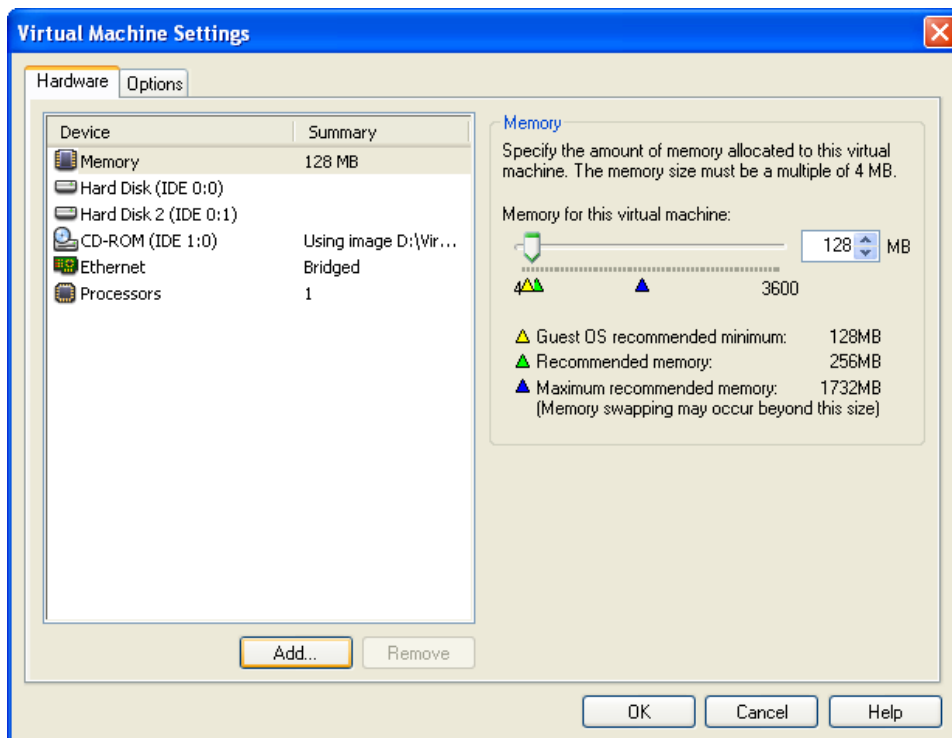 Virtual Machine Settings
Hardware Options
Device Summary
Memory 128 MB
Hard Disk (IDE 0:0)
Hard Disk 2 (IDE 0:1)
CD-ROM (IDE 1:0) Using image D:\Vir...
Ethernet Bridged
Processors 1
Add... Remove
Memory
Specify the amount of memory allocated to this virtual
machine. The memory size must be a multiple of 4 MB.
Memory for this virtual machine:
128 MB
4 3600
Guest OS recommended minimum: 128MB
Recommended memory: 256MB
Maximum recommended memory: 1732MB
(Memory swapping may occur beyond this size)
OK Cancel Help